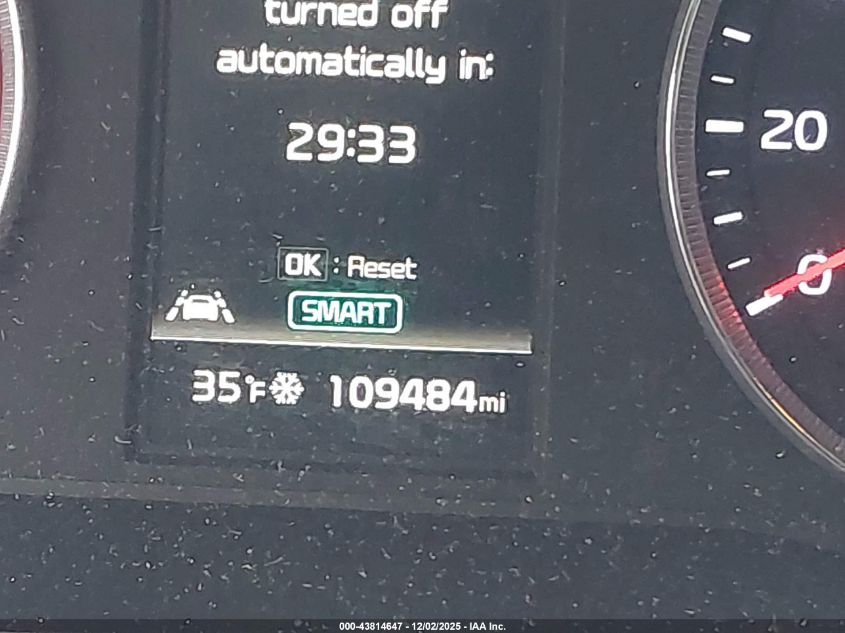 turned off
automatically in:
29:33
20
OK : Reset
0
SMART
35°F 109484mi
000-43814647 - 12/02/2025 - IAA Inc.